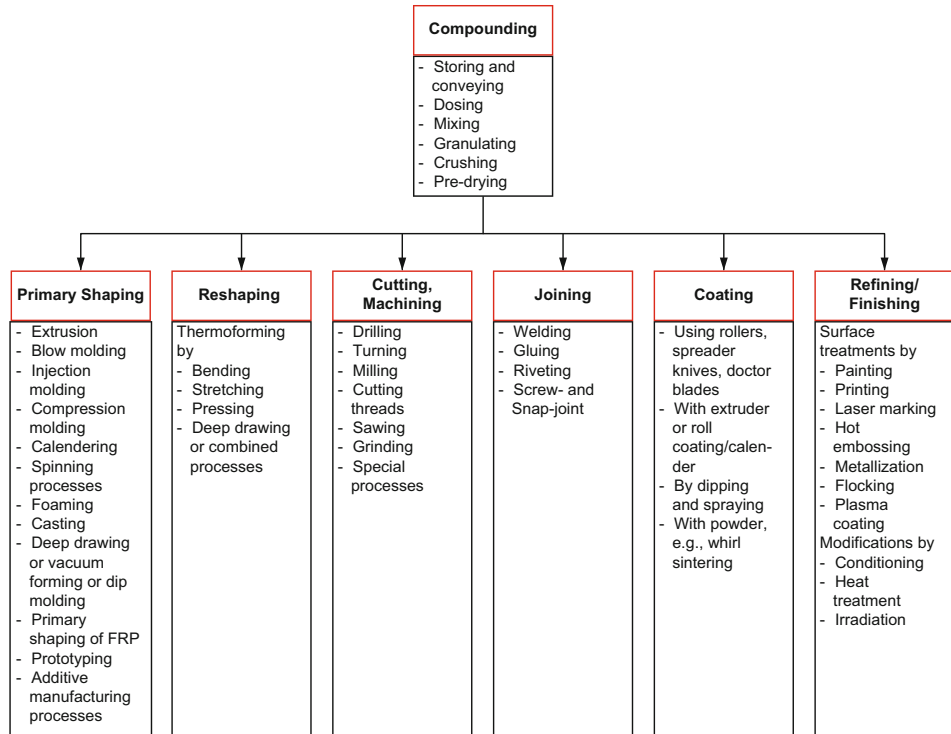 Compounding
- Storing and
conveying
- Dosing
- Mixing
- Granulating
- Crushing
- Pre-drying
Primary Shaping
- Extrusion
- Blow molding
- Injection
molding
- Compression
molding
- Calendering
- Spinning
processes
- Foaming
- Casting
- Deep drawing
or vacuum
forming or dip
molding
- Primary
shaping of FRP
- Prototyping
- Additive
manufacturing
processes
Reshaping
Thermoforming
by
- Bending
- Stretching
- Pressing
- Deep drawing
or combined
processes
Cutting,
Machining
- Drilling
- Turning
- Milling
- Cutting
threads
- Sawing
- Grinding
- Special
processes
Joining
- Welding
- Gluing
- Riveting
- Screw- and
Snap-joint
Coating
- Using rollers,
spreader
knives, doctor
blades
- With extruder
or roll
coating/calen-
der
- By dipping
and spraying
- With powder,
e.g., whirl
sintering
Refining/
Finishing
Surface
treatments by
- Painting
- Printing
- Laser marking
- Hot
embossing
- Metallization
- Flocking
- Plasma
coating
Modifications by
- Conditioning
- Heat
treatment
- Irradiation